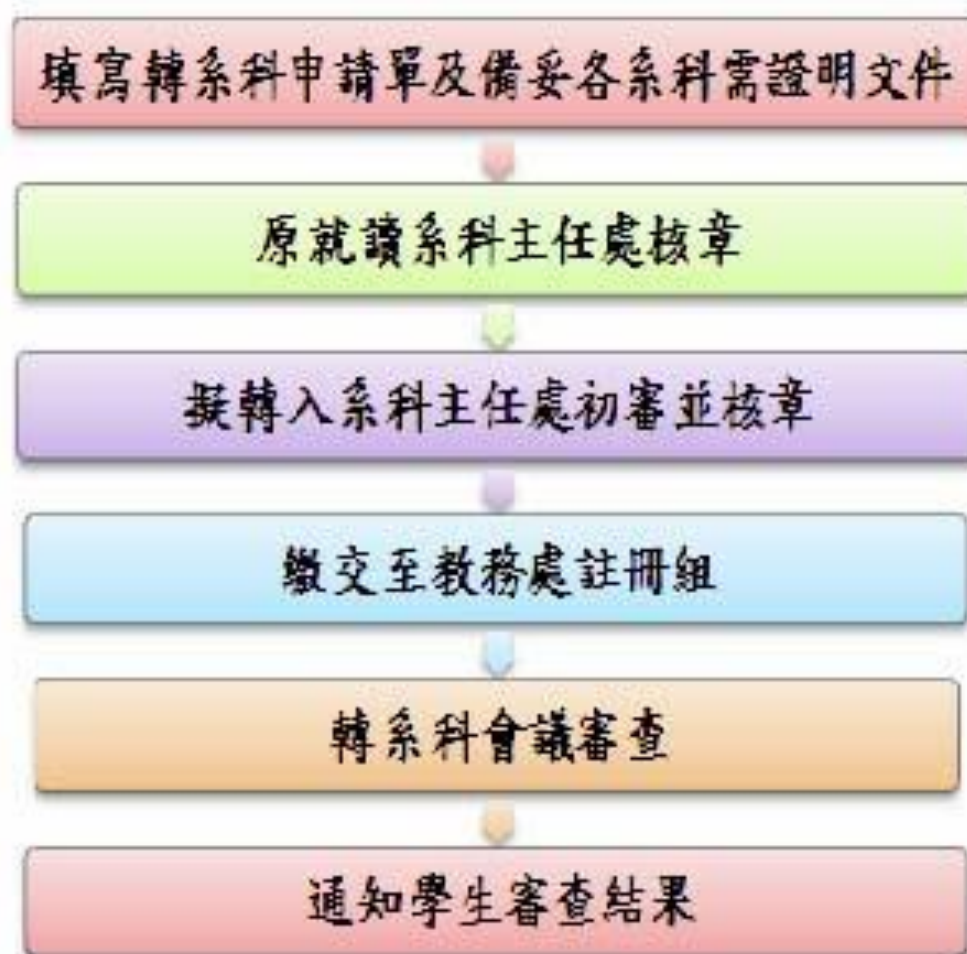 填寫轉系科申請單及備妥各系科需證明文件
原就讀系科主任處核章
擬轉入系科主任處初審並核章
繳交至教務處註冊組
轉系科會議審查
通知學生審查結果